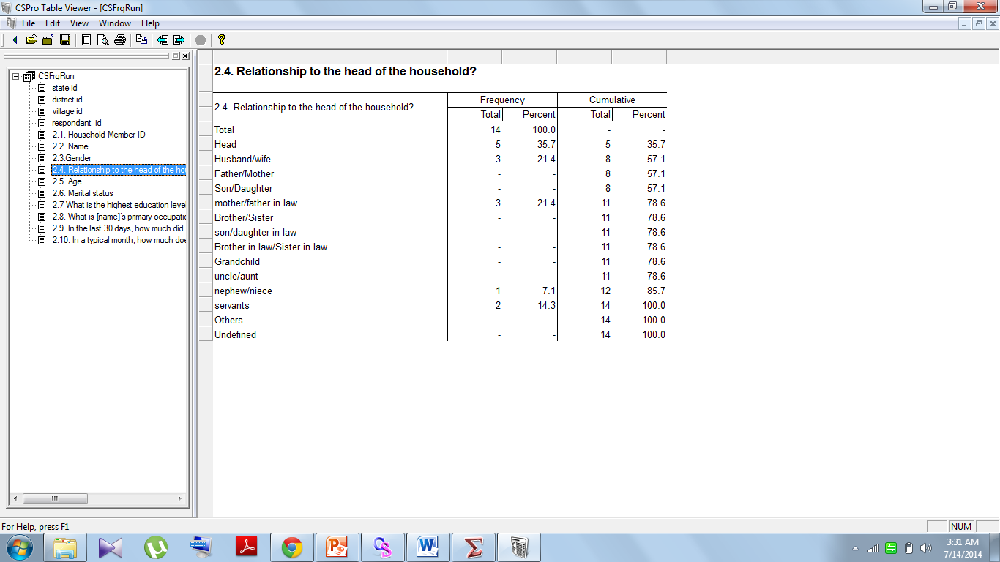 CSPro Table Viewer - [CSFrqRun]
File Edit View Window Help
CSFrqRun
state id
district id
village id
respondant_id
2.1. Household Member ID
2.2. Name
2.3.Gender
2.4. Relationship to the head of the hou
2.5. Age
2.6. Marital status
2.7 What is the highest education leve
2.8. What is [name]'s primary occupatio
2.9. In the last 30 days, how much did
2.10. In a typical month, how much doe
2.4. Relationship to the head of the household?
2.4. Relationship to the head of the household? Frequency Cumulative
Total Percent Total Percent
Total 14 100.0 - -
Head 5 35.7 5 35.7
Husband/wife 3 21.4 8 57.1
Father/Mother - - 8 57.1
Son/Daughter - - 8 57.1
mother/father in law 3 21.4 11 78.6
Brother/Sister - - 11 78.6
son/daughter in law - - 11 78.6
Brother in law/Sister in law - - 11 78.6
Grandchild - - 11 78.6
uncle/aunt - - 11 78.6
nephew/niece 1 7.1 12 85.7
servants 2 14.3 14 100.0
Others - - 14 100.0
Undefined - - 14 100.0
For Help, press F1
NUM
3:31 AM
7/14/2014